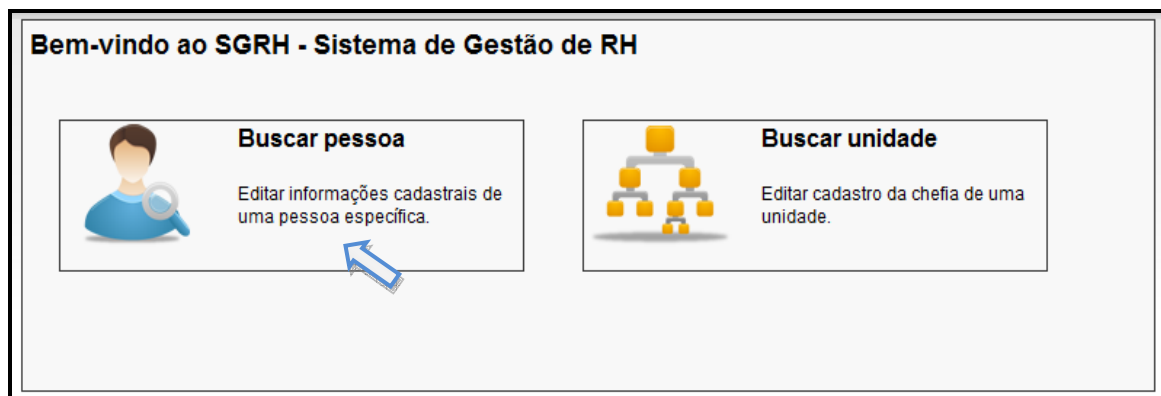 Bem-vindo ao SGRH - Sistema de Gestão de RH
Buscar pessoa
Editar informações cadastrais de
uma pessoa específica.
Buscar unidade
Editar cadastro da chefia de uma
unidade.